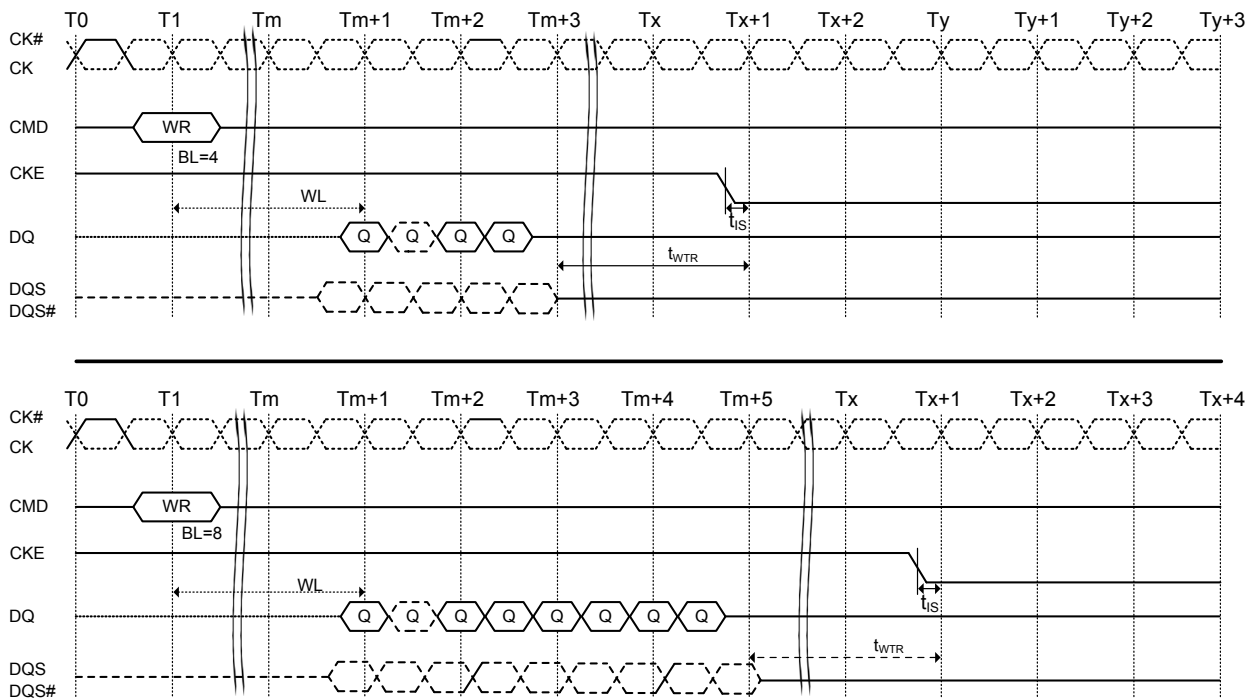 T0 T1 Tm Tm+1 Tm+2 Tm+3 Tx Tx+1 Tx+2 Ty Ty+1 Ty+2 Ty+3
CK#
CK
CMD WR
BL=4
CKE
WL
tIS
DQ Q Q Q Q
tWTR
DQS
DQS#
T0 T1 Tm Tm+1 Tm+2 Tm+3 Tm+4 Tm+5 Tx Tx+1 Tx+2 Tx+3 Tx+4
CK#
CK
CMD WR
BL=8
CKE
WL
tIS
DQ Q Q Q Q Q Q Q Q
tWTR
DQS
DQS#